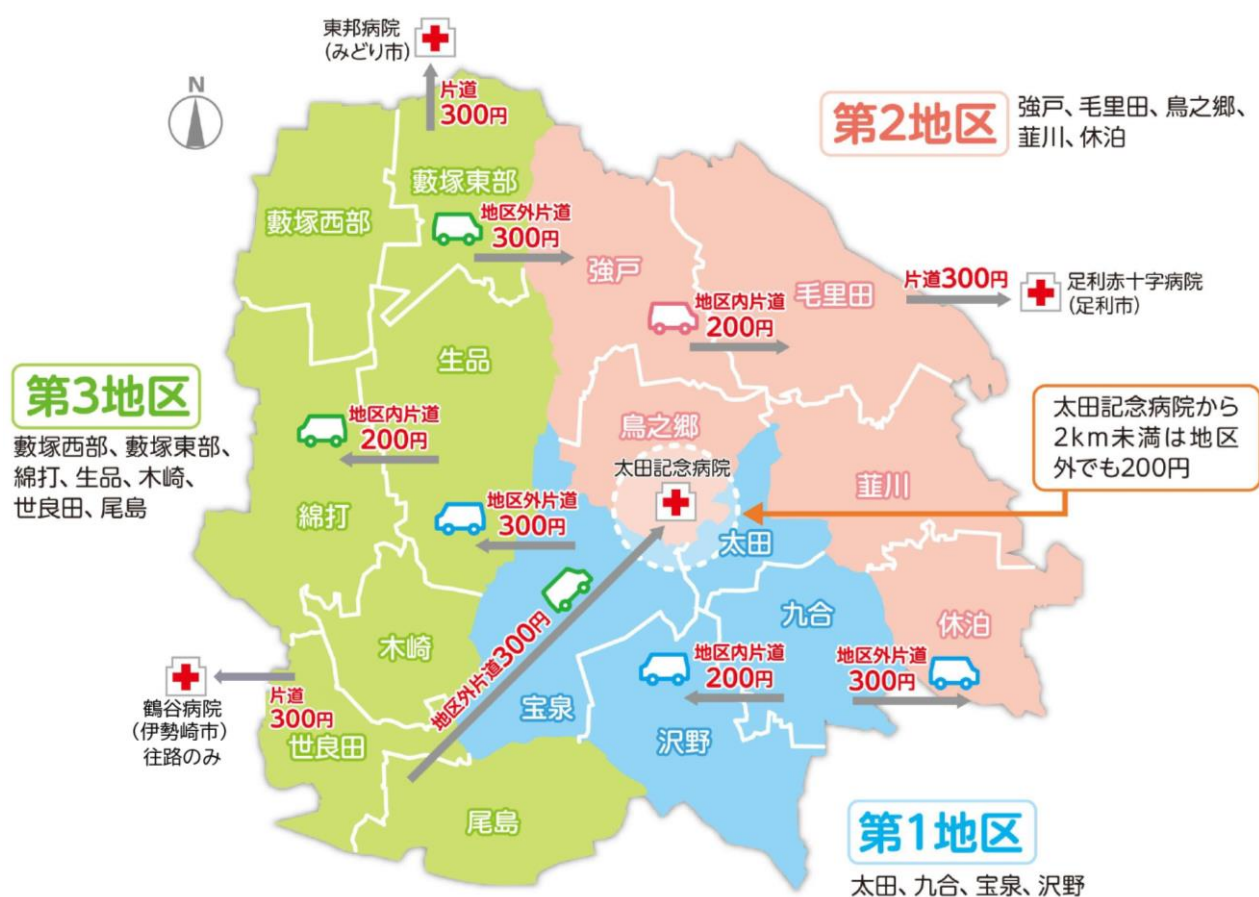 東邦病院
(みどり市)
N
片道
300円
第2地区
強戸、毛里田、鳥之郷、
韮川、休泊
藪塚東部
藪塚西部
地区外片道
300円
強戸
毛里田
片道300円
足利赤十字病院
(足利市)
地区内片道
200円
生品
第3地区
藪塚西部、藪塚東部、
綿打、生品、木崎、
世良田、尾島
地区内片道
200円
鳥之郷
太田記念病院
太田記念病院から
2km未満は地区
外でも200円
韮川
綿打
地区外片道
300円
太田
九合
休泊
木崎
地区外片道300円
地区内片道
200円
地区外片道
300円
鶴谷病院
(伊勢崎市)
往路のみ
片道
300円
世良田
宝泉
沢野
尾島
第1地区
太田、九合、宝泉、沢野